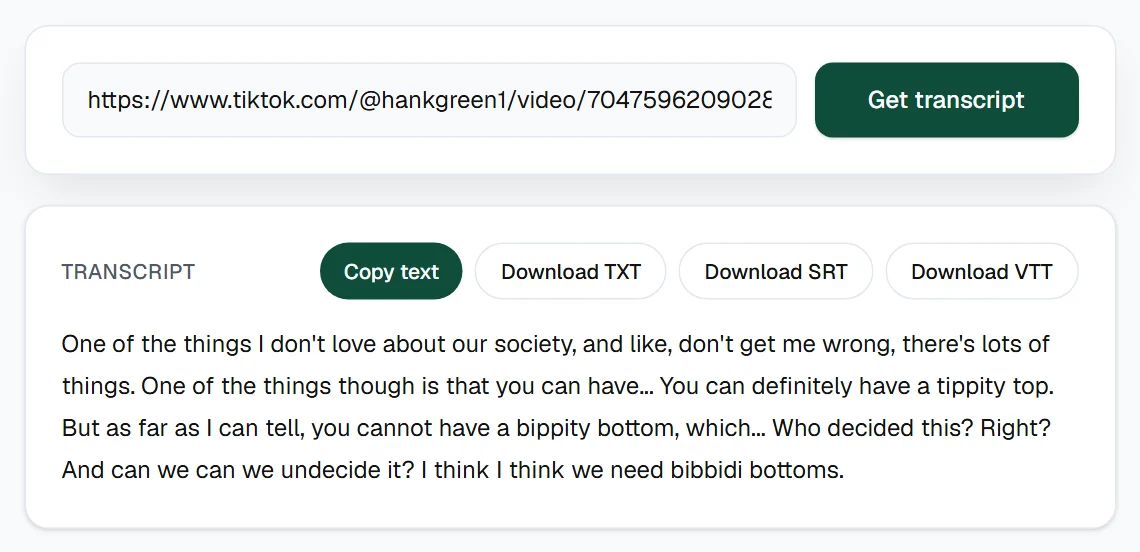 https://www.tiktok.com/@hankgreen1/video/7047596209028
Get transcript
TRANSCRIPT
Copy text
Download TXT
Download SRT
Download VTT
One of the things I don't love about our society, and like, don't get me wrong, there's lots of
things. One of the things though is that you can have... You can definitely have a tippity top.
But as far as I can tell, you cannot have a bippity bottom, which... Who decided this? Right?
And can we can we undecide it? I think I think we need bibbidi bottoms.